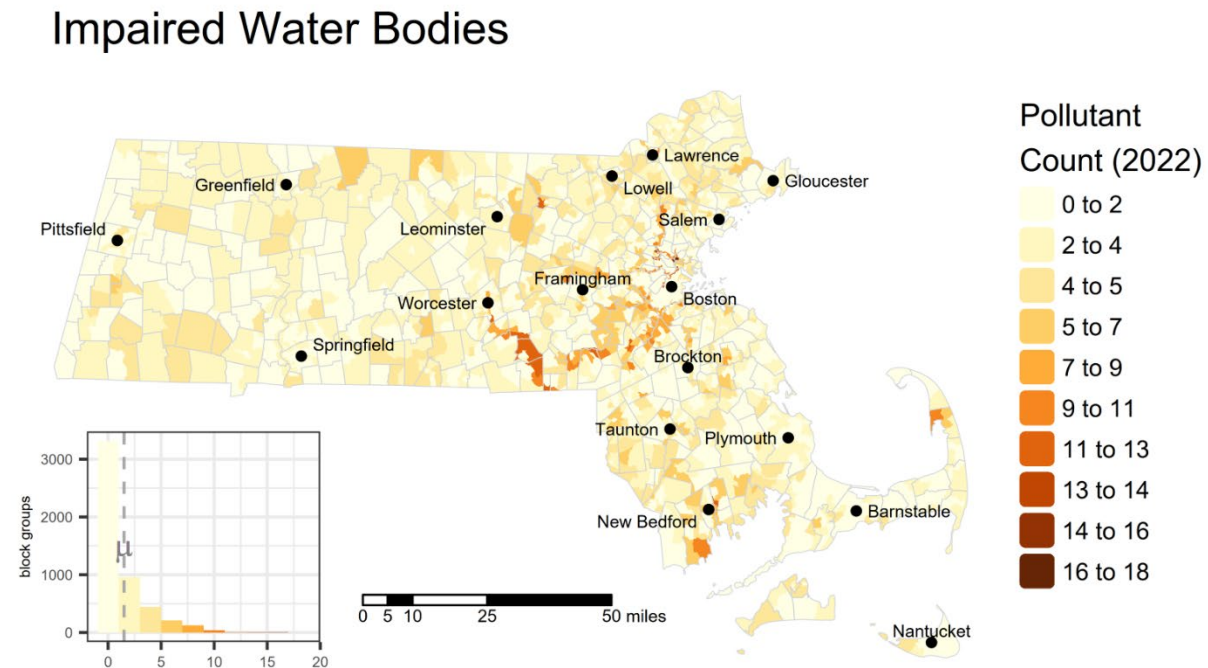 Impaired Water Bodies
Pollutant
Count (2022)
0 to 2
2 to 4
4 to 5
5 to 7
7 to 9
9 to 11
11 to 13
13 to 14
14 to 16
16 to 18
Lawrence
Greenfield
Lowell
Gloucester
Pittsfield
Leominster
Salem
Framingham
Worcester
Boston
Springfield
Brockton
Taunton
Plymouth
New Bedford
Barnstable
Nantucket
block groups
3000
2000
1000
0
μ
0 5 10 15 20
0 5 10 25 50 miles